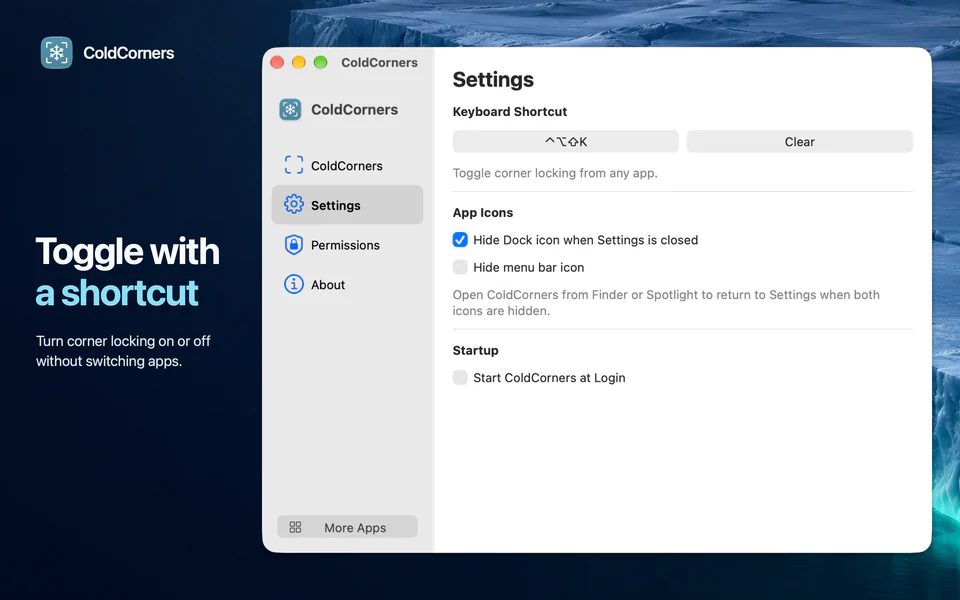 ColdCorners
Toggle with
a shortcut
Turn corner locking on or off
without switching apps.
ColdCorners
ColdCorners
ColdCorners
Settings
Permissions
About
More Apps
Settings
Keyboard Shortcut
⌃⌥⇧K
Clear
Toggle corner locking from any app.
App Icons
Hide Dock icon when Settings is closed
Hide menu bar icon
Open ColdCorners from Finder or Spotlight to return to Settings when both
icons are hidden.
Startup
Start ColdCorners at Login